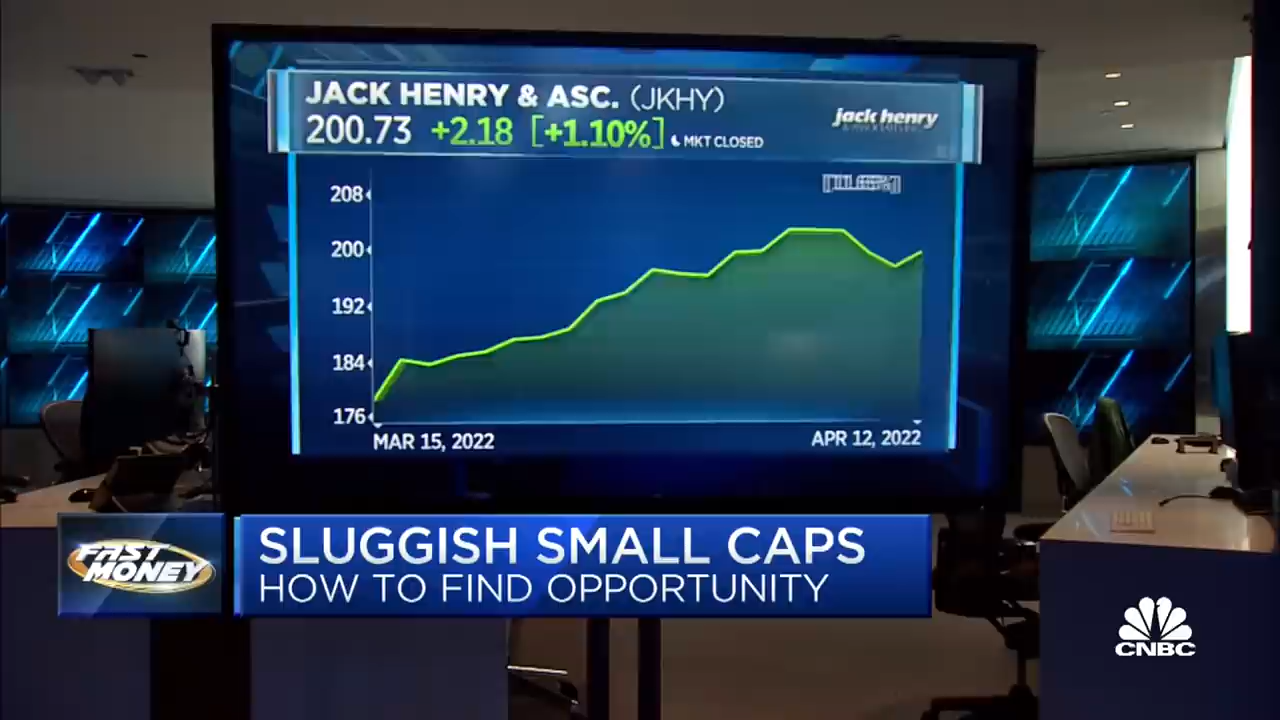 JACK HENRY & ASC. (JKHY)
200.73 +2.18 [+1.10%] MKT CLOSED
jack henry
208
200
192
184
176
MAR 15, 2022
APR 12, 2022
FAST MONEY
SLUGGISH SMALL CAPS
HOW TO FIND OPPORTUNITY
CNBC